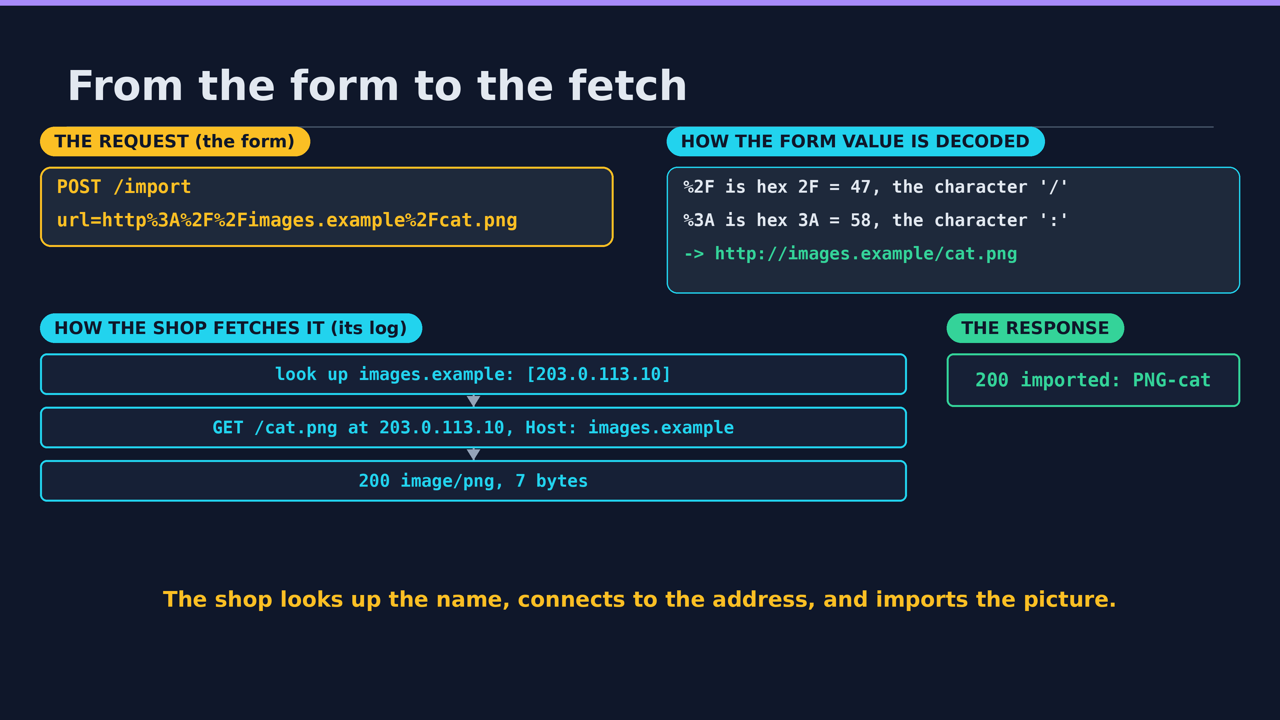 From the form to the fetch
THE REQUEST (the form)
POST /import
url=http%3A%2F%2Fimages.example%2Fcat.png
HOW THE FORM VALUE IS DECODED
%2F is hex 2F = 47, the character '/'
%3A is hex 3A = 58, the character ':'
-> http://images.example/cat.png
HOW THE SHOP FETCHES IT (its log)
look up images.example: [203.0.113.10]
GET /cat.png at 203.0.113.10, Host: images.example
200 image/png, 7 bytes
THE RESPONSE
200 imported: PNG-cat
The shop looks up the name, connects to the address, and imports the picture.